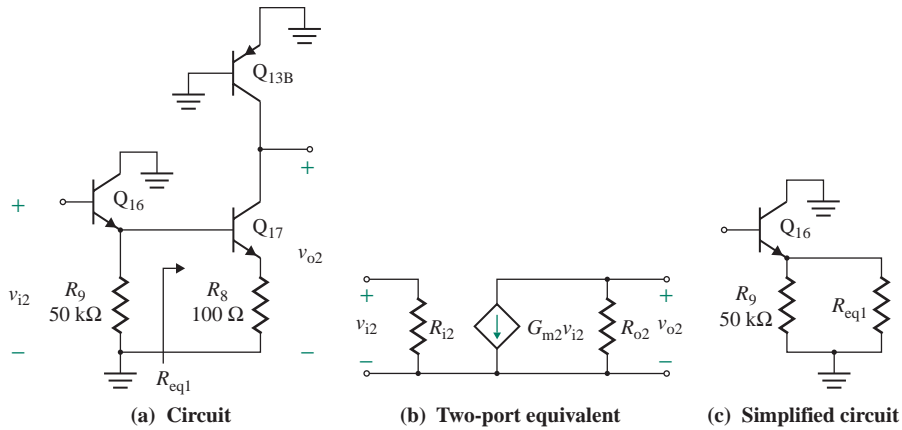 Q13B
+
Q16
Q17
+
vi2
R9
50 kΩ
R8
100 Ω
vo2
−
−
Req1
(a) Circuit
+
vi2
−
Ri2
Gm2vi2
Ro2
+
vo2
−
(b) Two-port equivalent
Q16
R9
50 kΩ
Req1
(c) Simplified circuit